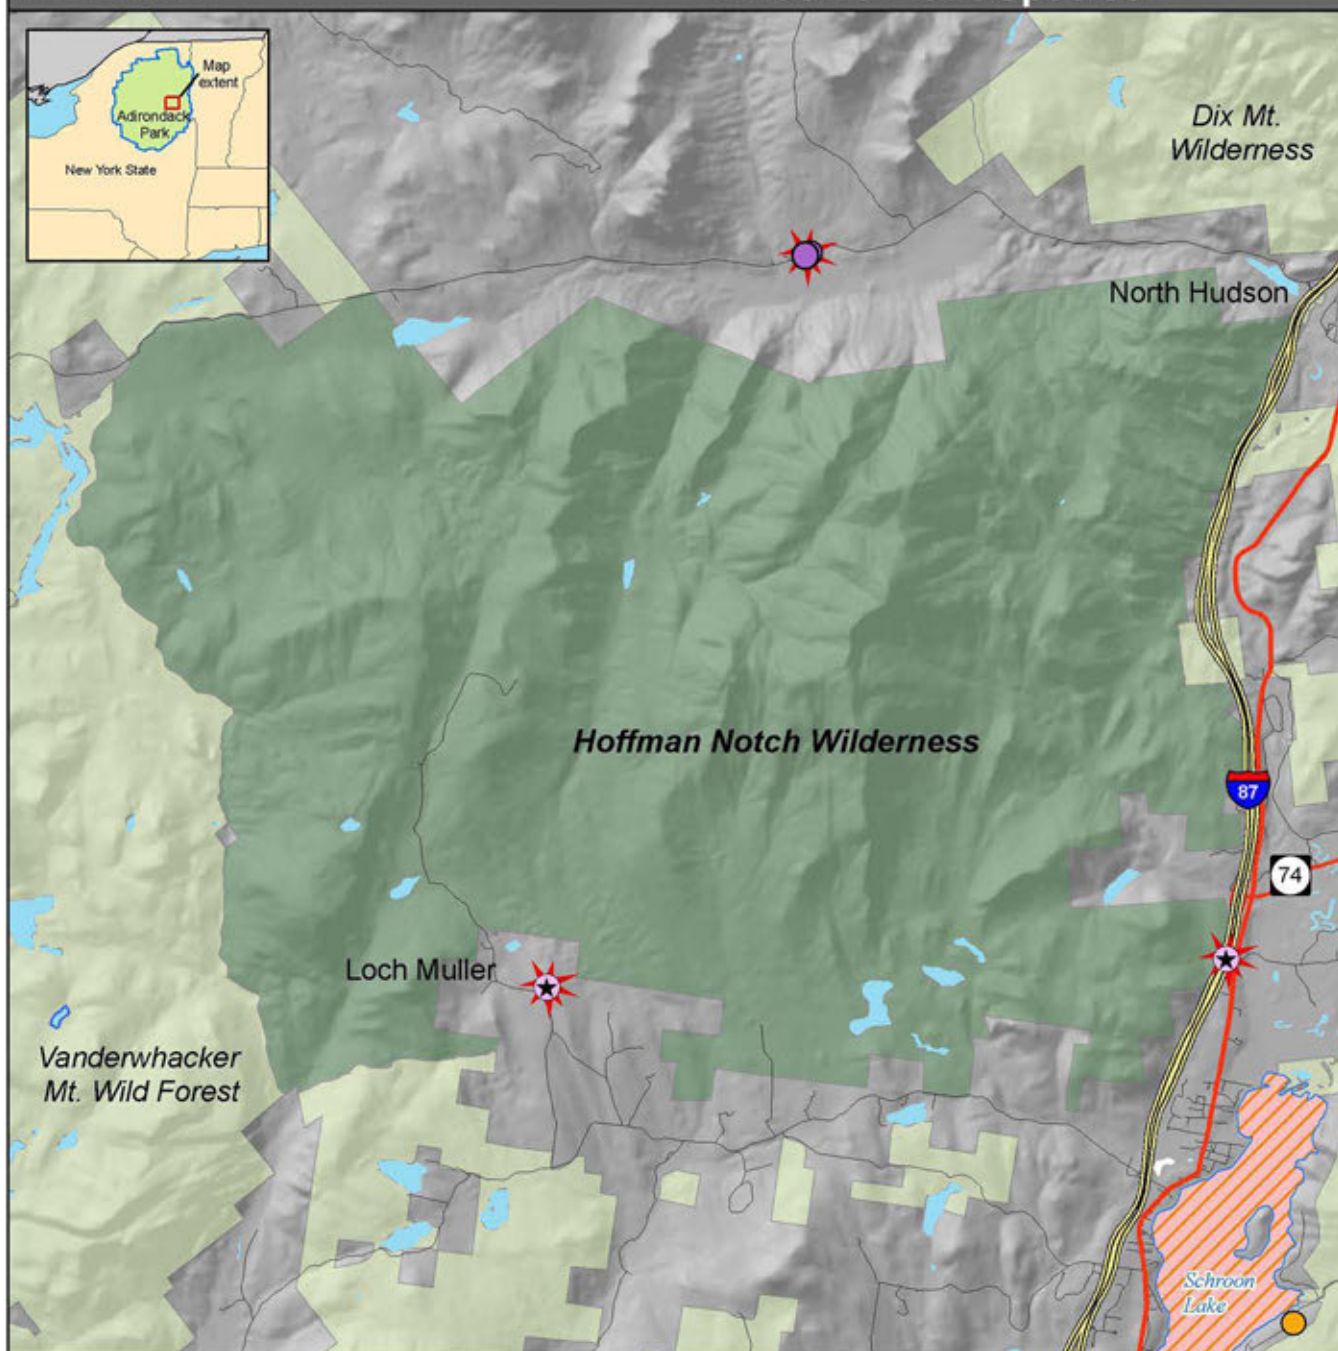 Map
extent
Adirondack
Park
New York State
Dix Mt.
Wilderness
North Hudson
Hoffman Notch Wilderness
87
74
Loch Muller
Vanderwhacker
Mt. Wild Forest
Schroon
Lake